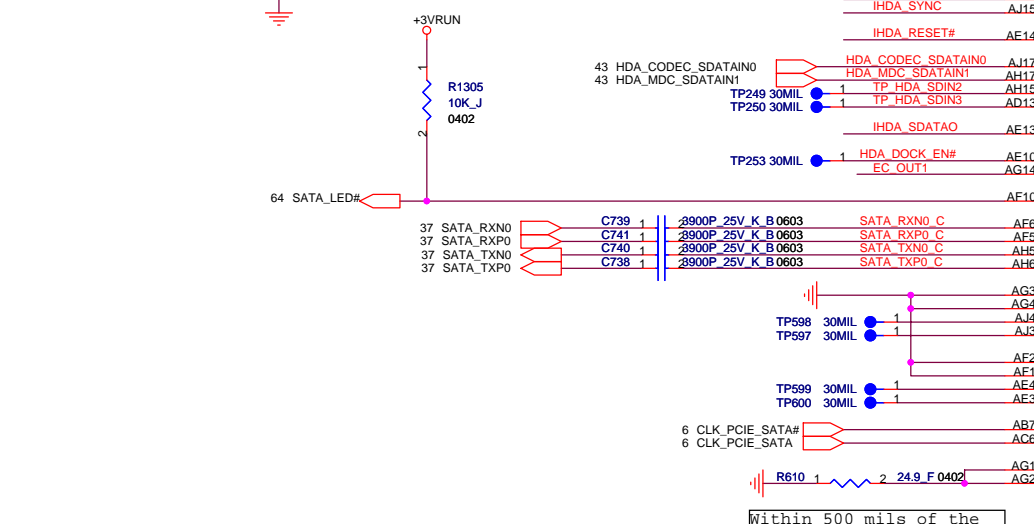 IHDA_SYNC AJ15
+3VRUN
IHDA_RESET# AE14
43 HDA_CODEC_SDATAIN0 HDA_CODEC_SDATAIN0 AJ17
43 HDA_MDC_SDATAIN1 HDA_MDC_SDATAIN1 AH17
1 R1305 TP249 30MIL 1 TP_HDA_SDIN2 AH15
10K_J TP250 30MIL 1 TP_HDA_SDIN3 AD13
0402
2 IHDA_SDATAO AE13
TP253 30MIL 1 HDA_DOCK_EN# AE10
EC_OUT1 AG14
64 SATA_LED# AF10
37 SATA_RXN0 C739 1 2 3900P_25V_K_B 0603 SATA_RXN0_C AF6
37 SATA_RXP0 C741 1 2 3900P_25V_K_B 0603 SATA_RXP0_C AF5
37 SATA_TXN0 C740 1 2 3900P_25V_K_B 0603 SATA_TXN0_C AH5
37 SATA_TXP0 C738 1 2 3900P_25V_K_B 0603 SATA_TXP0_C AH6
AG3
AG4
TP598 30MIL 1 AJ4
TP597 30MIL 1 AJ3
AF2
AF1
TP599 30MIL 1 AE4
TP600 30MIL 1 AE3
6 CLK_PCIE_SATA# AB7
6 CLK_PCIE_SATA AC6
AG1
R610 1 2 24.9_F 0402 AG2
Within 500 mils of the